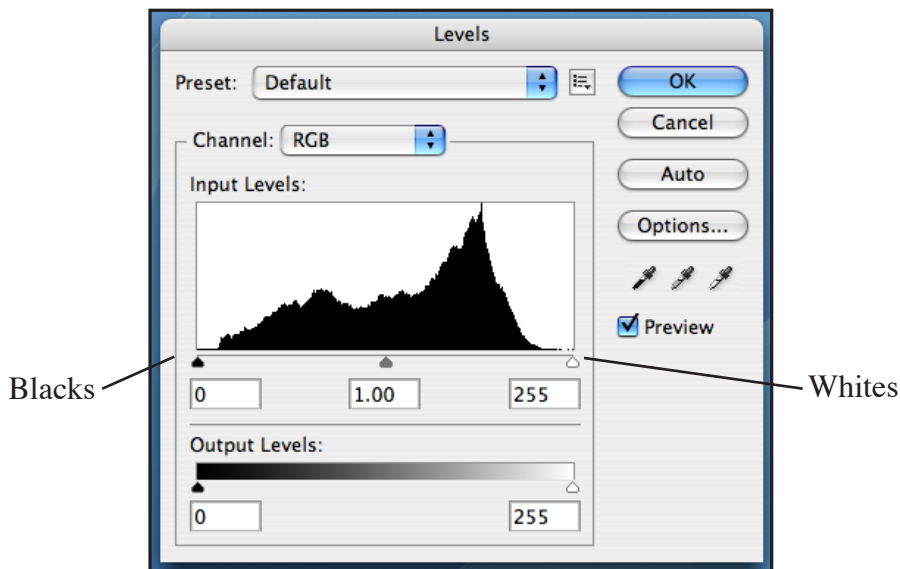 Levels
Preset: Default
OK
Cancel
Auto
Options...
Preview
Channel: RGB
Input Levels:
Blacks
Whites
0 1.00 255
Output Levels:
0 255